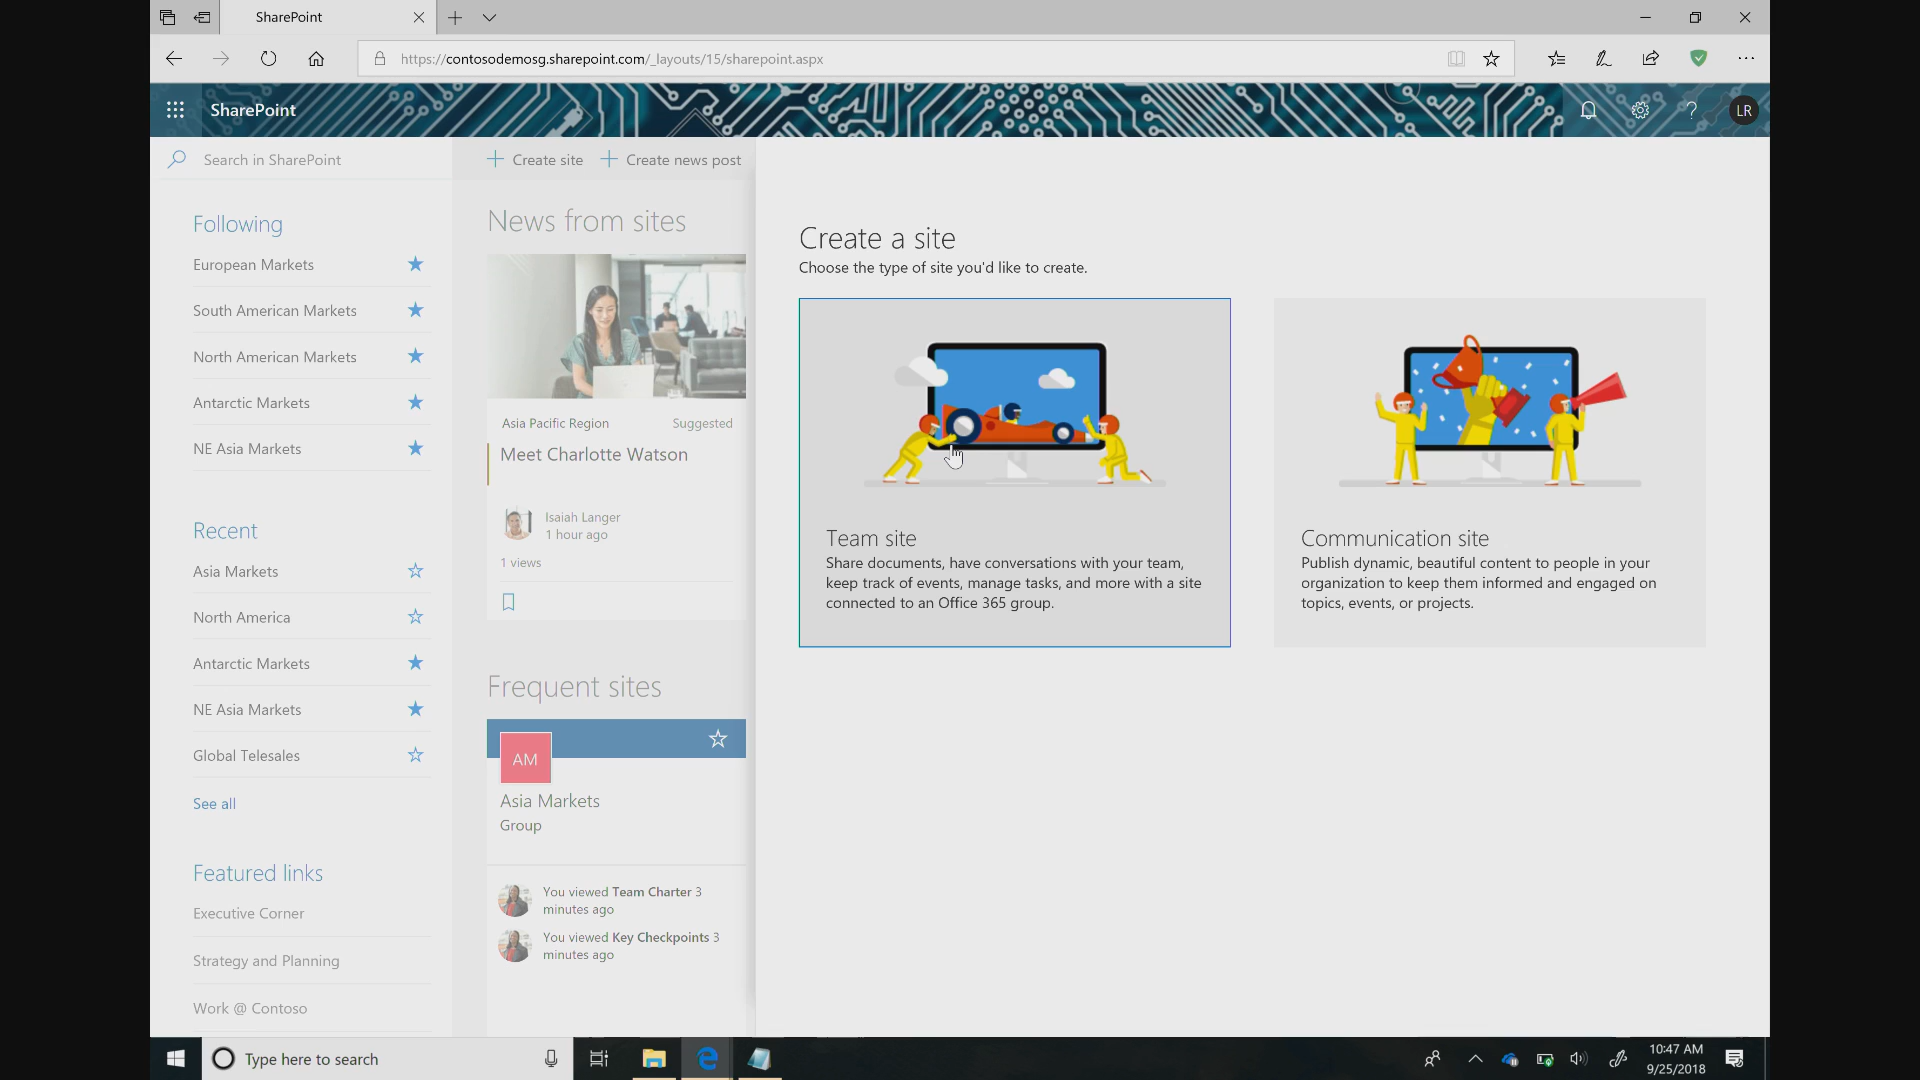 SharePoint
https://contosodemosg.sharepoint.com/_layouts/15/sharepoint.aspx
SharePoint
LR
Search in SharePoint
Create site
Create news post
Following
European Markets
South American Markets
North American Markets
Antarctic Markets
NE Asia Markets
Recent
Asia Markets
North America
Antarctic Markets
NE Asia Markets
Global Telesales
See all
Featured links
Executive Corner
Strategy and Planning
Work @ Contoso
News from sites
Asia Pacific Region
Suggested
Meet Charlotte Watson
Isaiah Langer
1 hour ago
1 views
Frequent sites
AM
Asia Markets
Group
You viewed Team Charter 3
minutes ago
You viewed Key Checkpoints 3
minutes ago
Create a site
Choose the type of site you'd like to create.
Team site
Share documents, have conversations with your team,
keep track of events, manage tasks, and more with a site
connected to an Office 365 group.
Communication site
Publish dynamic, beautiful content to people in your
organization to keep them informed and engaged on
topics, events, or projects.
Type here to search
10:47 AM
9/25/2018